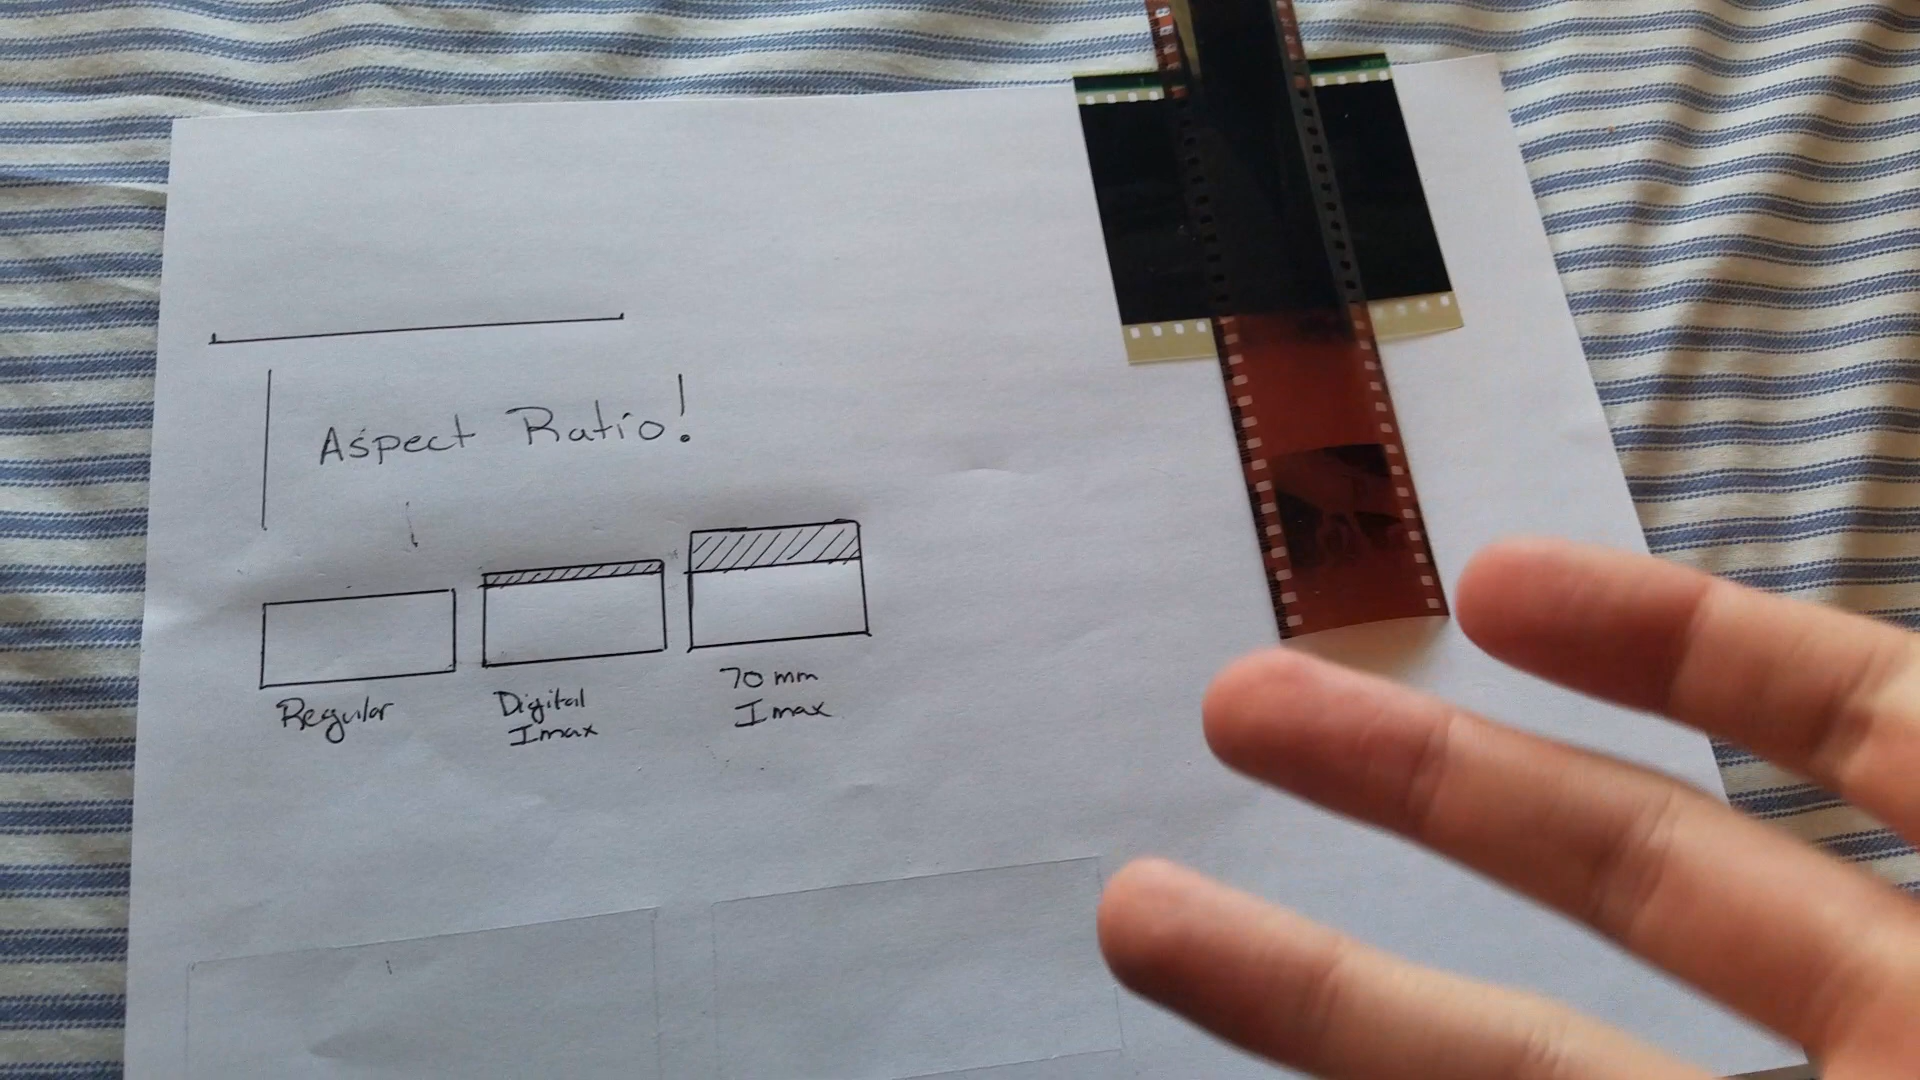 Aspect Ratio!
Regular
Digital
Imax
70 mm
Imax